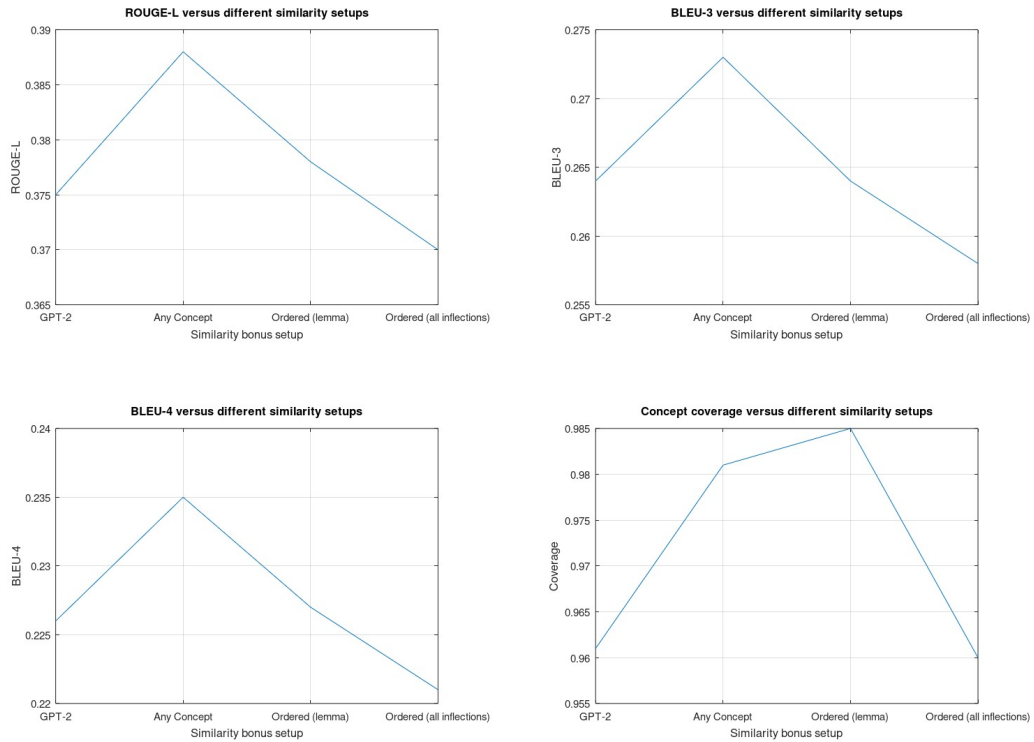 ROUGE-L versus different similarity setups
0.39
0.385
0.38
0.375
0.37
0.365
ROUGE-L
GPT-2 Any Concept Ordered (lemma) Ordered (all inflections)
Similarity bonus setup
BLEU-3 versus different similarity setups
0.275
0.27
0.265
0.26
0.255
BLEU-3
GPT-2 Any Concept Ordered (lemma) Ordered (all inflections)
Similarity bonus setup
BLEU-4 versus different similarity setups
0.24
0.235
0.23
0.225
0.22
BLEU-4
GPT-2 Any Concept Ordered (lemma) Ordered (all inflections)
Similarity bonus setup
Concept coverage versus different similarity setups
0.985
0.98
0.975
0.97
0.965
0.96
0.955
Coverage
GPT-2 Any Concept Ordered (lemma) Ordered (all inflections)
Similarity bonus setup